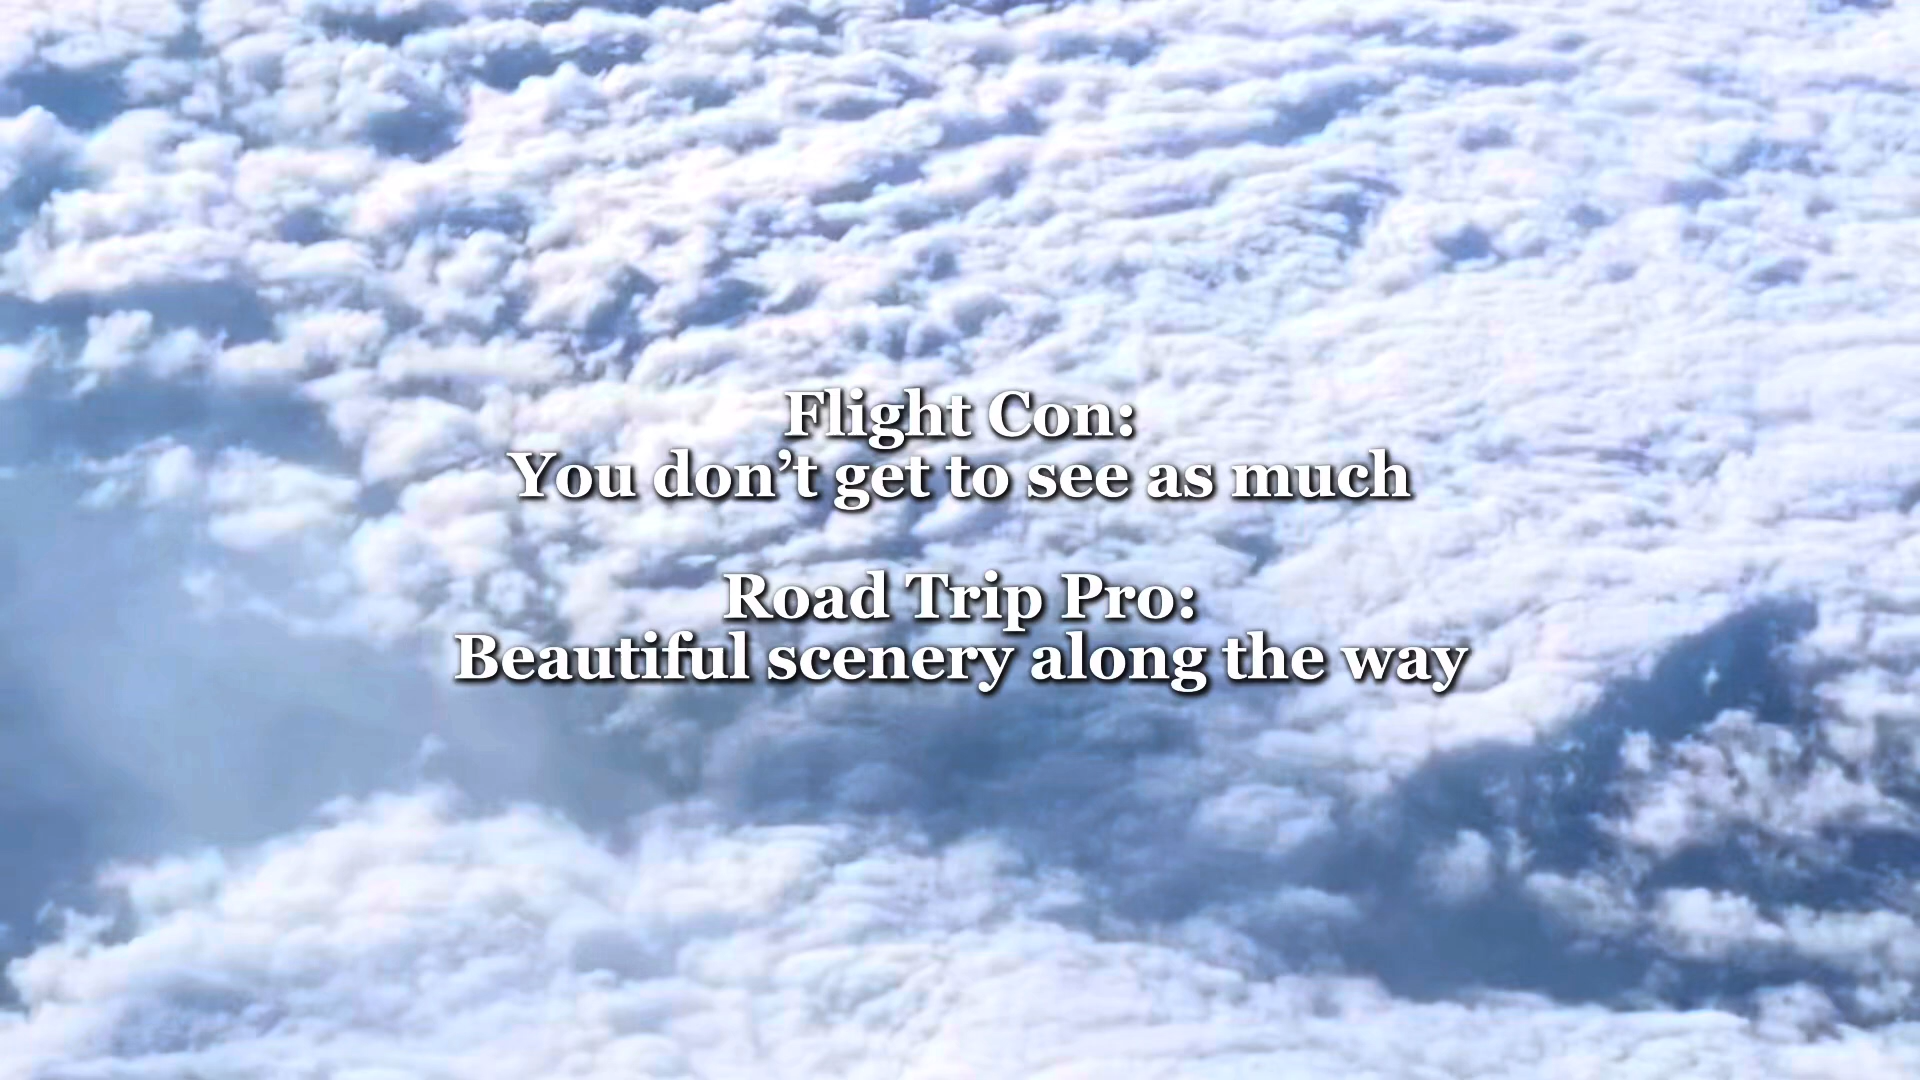 Flight Con:
You don’t get to see as much
Road Trip Pro:
Beautiful scenery along the way